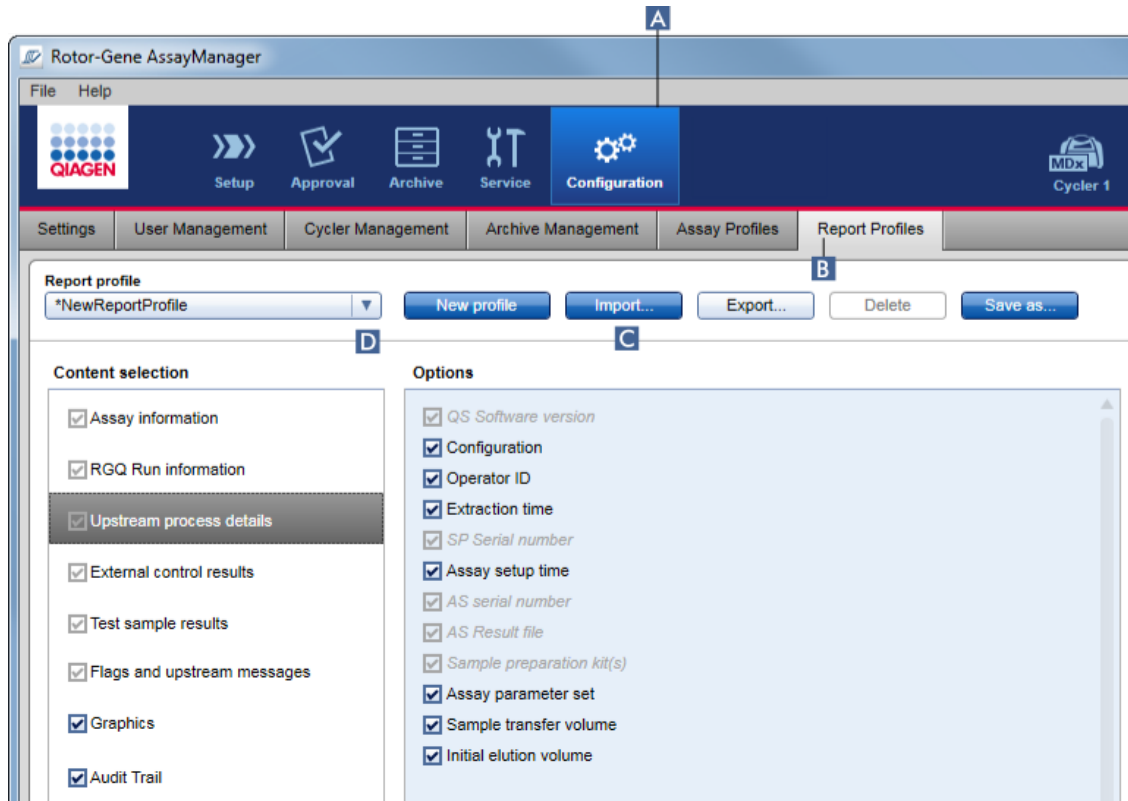 A
Rotor-Gene AssayManager
File Help
QIAGEN
Setup Approval Archive Service Configuration
MDx
Cycler 1
Settings User Management Cycler Management Archive Management Assay Profiles Report Profiles
B
Report profile
*NewReportProfile New profile Import... Export... Delete Save as...
D C
Content selection
Assay information
RGQ Run information
Upstream process details
External control results
Test sample results
Flags and upstream messages
Graphics
Audit Trail
Options
QS Software version
Configuration
Operator ID
Extraction time
SP Serial number
Assay setup time
AS serial number
AS Result file
Sample preparation kit(s)
Assay parameter set
Sample transfer volume
Initial elution volume